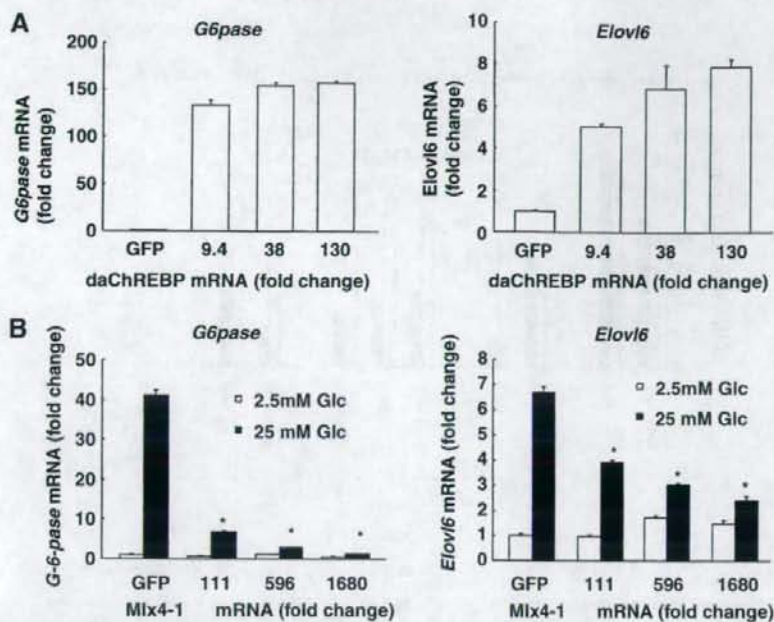 A
G6pase
G6pase mRNA
(fold change)
200
150
100
50
0
GFP 9.4 38 130
daChREBP mRNA (fold change)
Elovl6
Elovl6 mRNA
(fold change)
10
8
6
4
2
0
GFP 9.4 38 130
daChREBP mRNA (fold change)
B
G6pase
G-6-pase mRNA (fold change)
50
40
30
20
10
0
2.5mM Glc
25 mM Glc
* * *
GFP 111 596 1680
Mlx4-1 mRNA (fold change)
Elovl6
Elovl6 mRNA (fold change)
8
7
6
5
4
3
2
1
0
2.5mM Glc
25 mM Glc
* * *
GFP 111 596 1680
Mlx4-1 mRNA (fold change)